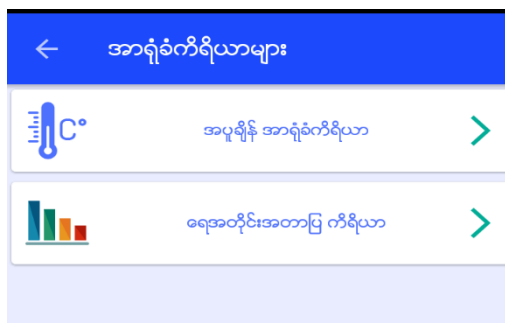 အာရုံခံကိရိယာများ
C°
အပူချိန် အာရုံခံကိရိယာ
ရေအတိုင်းအတာပြ ကိရိယာ